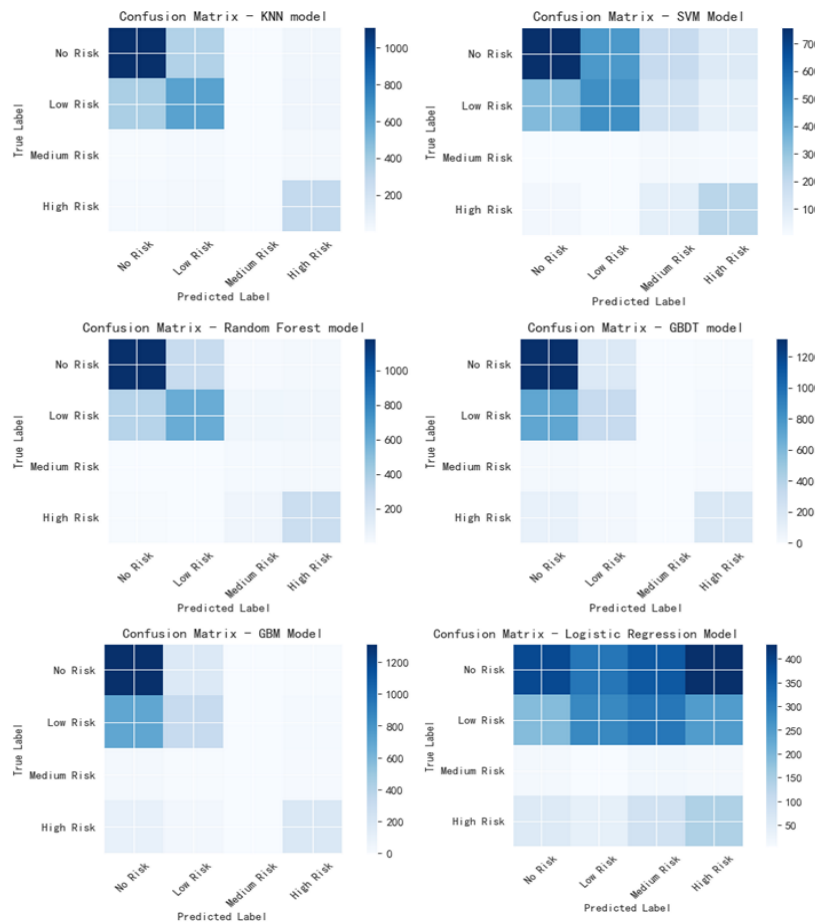 Confusion Matrix - KNN model
No Risk
Low Risk
Medium Risk
High Risk
True Label
No Risk
Low Risk
Medium Risk
High Risk
Predicted Label
1000
800
600
400
200
Confusion Matrix - SVM Model
No Risk
Low Risk
Medium Risk
High Risk
True Label
No Risk
Low Risk
Medium Risk
High Risk
Predicted Label
700
600
500
400
300
200
100
Confusion Matrix - Random Forest model
No Risk
Low Risk
Medium Risk
High Risk
True Label
No Risk
Low Risk
Medium Risk
High Risk
Predicted Label
1000
800
600
400
200
Confusion Matrix - GBDT model
No Risk
Low Risk
Medium Risk
High Risk
True Label
No Risk
Low Risk
Medium Risk
High Risk
Predicted Label
1200
1000
800
600
400
200
0
Confusion Matrix - GBM Model
No Risk
Low Risk
Medium Risk
High Risk
True Label
No Risk
Low Risk
Medium Risk
High Risk
Predicted Label
1200
1000
800
600
400
200
0
Confusion Matrix - Logistic Regression Model
No Risk
Low Risk
Medium Risk
High Risk
True Label
No Risk
Low Risk
Medium Risk
High Risk
Predicted Label
400
350
300
250
200
150
100
50